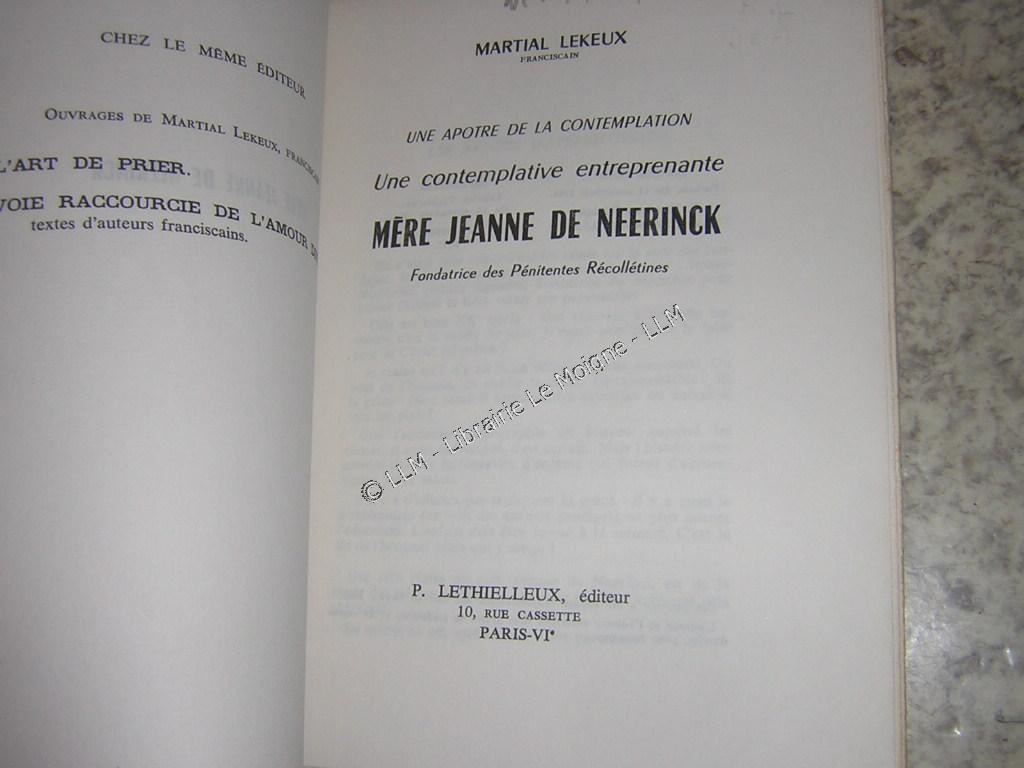 CHEZ LE MÊME ÉDITEUR
OUVRAGES DE MARTIAL LEKEUX, FRANCISCAIN
L'ART DE PRIER.
VOIE RACCOURCIE DE L'AMOUR
textes d'auteurs franciscains.
MARTIAL LEKEUX
FRANCISCAIN
UNE APOTRE DE LA CONTEMPLATION
Une contemplative entreprenante
MÈRE JEANNE DE NEERINCK
Fondatrice des Pénitentes Récollétines
© LLM - Librairie Le Moigne - LLM
P. LETHIELLEUX, éditeur
10, RUE CASSETTE
PARIS-VIe